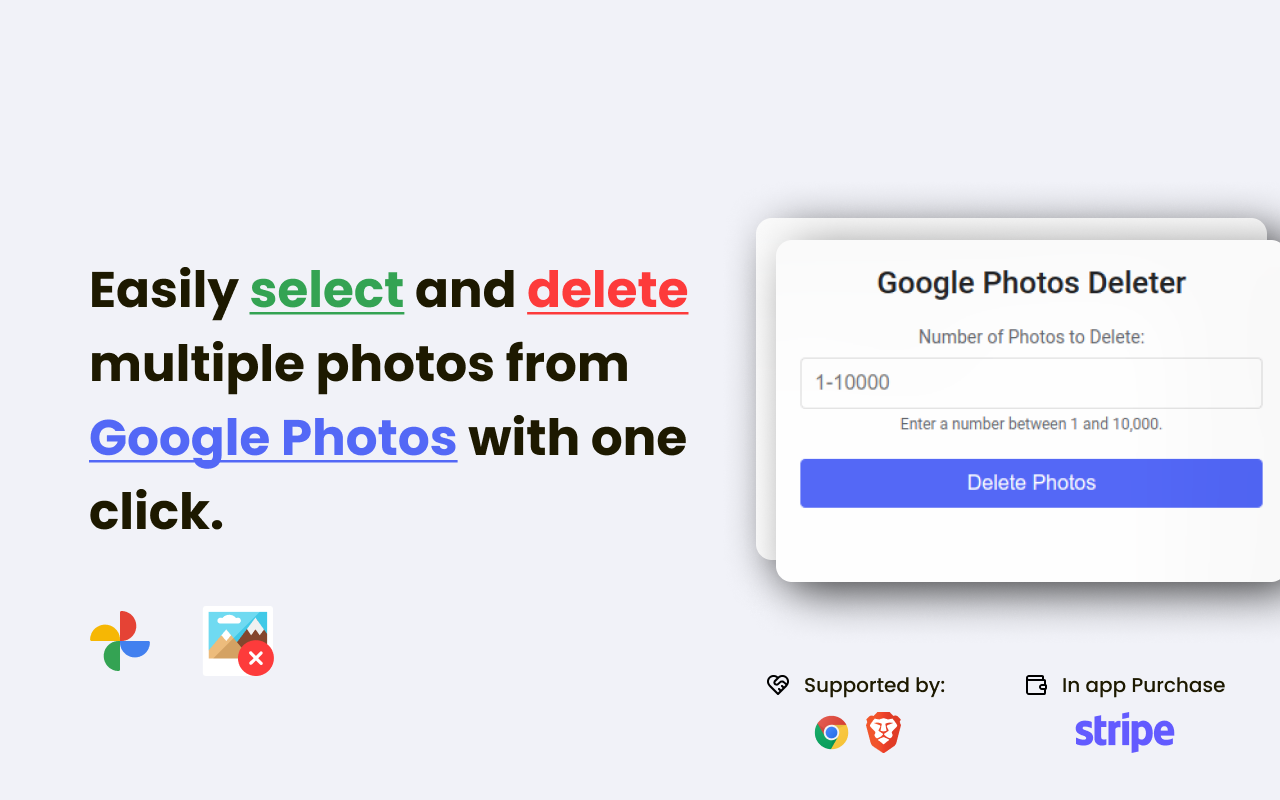 Easily select and delete
multiple photos from
Google Photos with one
click.
Google Photos Deleter
Number of Photos to Delete:
1-10000
Enter a number between 1 and 10,000.
Delete Photos
Supported by:
In app Purchase
stripe